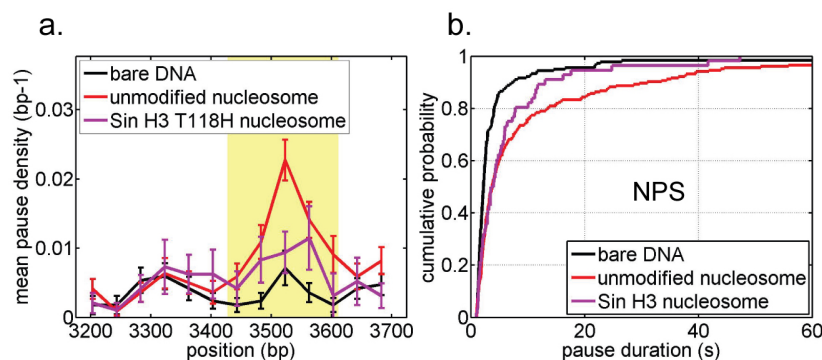 a.
mean pause density (bp-1)
0.03
0.02
0.01
0
bare DNA
unmodified nucleosome
Sin H3 T118H nucleosome
3200 3300 3400 3500 3600 3700
position (bp)
b.
cumulative probability
1
0.8
0.6
0.4
0.2
0
NPS
bare DNA
unmodified nucleosome
Sin H3 nucleosome
0 20 40 60
pause duration (s)